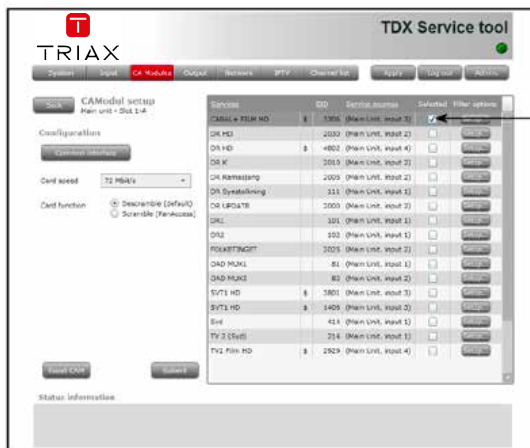 TRIAX
TDX Service tool
System Input CA Modules Output Network IPTV Channel list Apply Log out Admin
Back CAModul setup
Main unit - Slot 1-A
Configuration
Common interface
Card speed 72 Mbit/s
Card function Descramble (default)
Scramble (PanAccess)
Services SID Service sources Selected Filter options
CANAL+ FILM HD $ 3306 (Main Unit, input 3)
DR HD 2030 (Main Unit, input 2)
DR HD $ 4802 (Main Unit, input 4)
DR K 2010 (Main Unit, input 2)
DR Ramasjang 2005 (Main Unit, input 2)
DR Synstolkning 111 (Main Unit, input 1)
DR UPDATE 2000 (Main Unit, input 2)
DR1 101 (Main Unit, input 1)
DR2 102 (Main Unit, input 1)
FOLKETINGET 2025 (Main Unit, input 2)
OAD MUX1 81 (Main Unit, input 1)
OAD MUX2 82 (Main Unit, input 2)
SVT1 HD $ 3801 (Main Unit, input 3)
SVT1 HD $ (Main Unit, input 3)
Syd 414 (Main Unit, input 1)
TV 2 (Syd) (Main Unit, input 1)
TV2 Film HD $ 2929 (Main Unit, input 4)
Reset CAM Submit
Status information